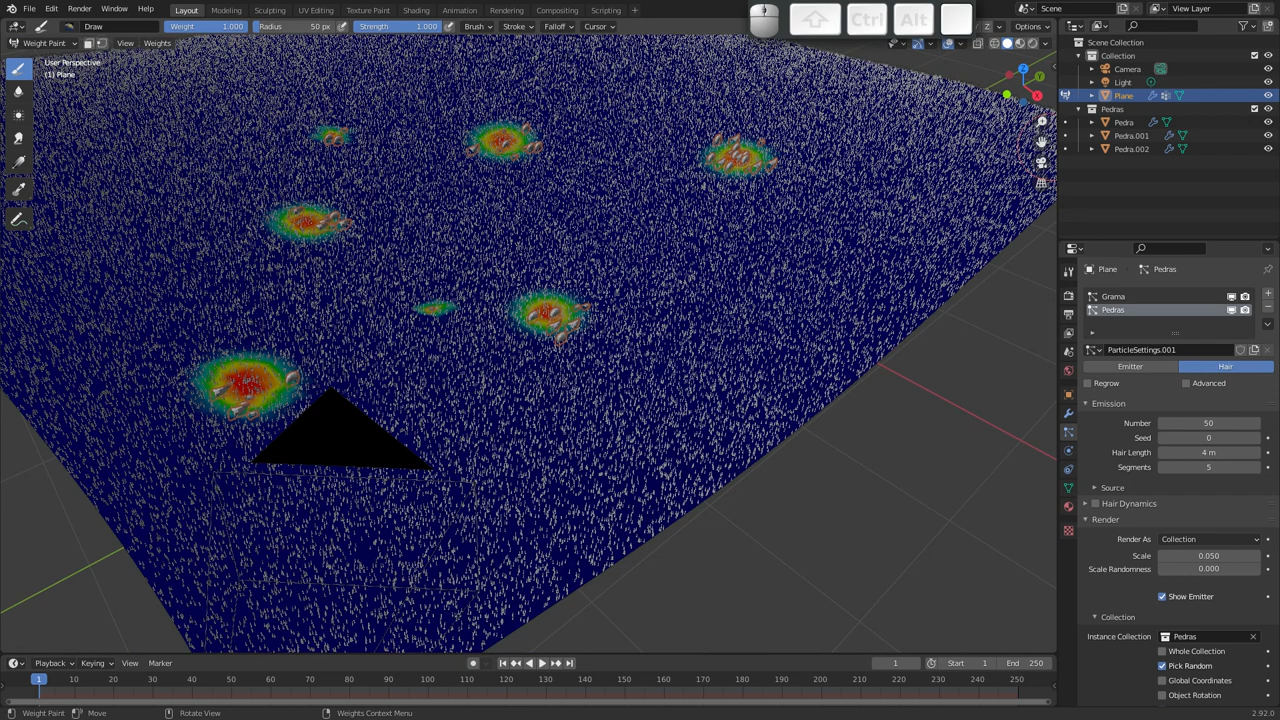 File Edit Render Window Help Layout Modeling Sculpting UV Editing Texture Paint Shading Animation Rendering Compositing Scripting + Ctrl Alt Scene View Layer
Draw Weight 1.000 Radius 50 px Strength 1.000 Brush Stroke Falloff Cursor Z Options
Weight Paint View Weights
User Perspective
(1) Plane
Z
Y
X
Scene Collection
Collection
Camera
Light
Plane
Pedras
Pedra
Pedra.001
Pedra.002
Plane Pedras
Grama
Pedras
ParticleSettings.001
Emitter Hair
Regrow Advanced
Emission
Number 50
Seed 0
Hair Length 4 m
Segments 5
Source
Hair Dynamics
Render
Render As Collection
Scale 0.050
Scale Randomness 0.000
Show Emitter
Collection
Instance Collection Pedras
Whole Collection
Pick Random
Global Coordinates
Object Rotation
Playback Keying View Marker 1 Start 1 End 250
1 10 20 30 40 50 60 70 80 90 100 110 120 130 140 150 160 170 180 190 200 210 220 230 240 250
Weight Paint Move Rotate View Weights Context Menu 2.92.0